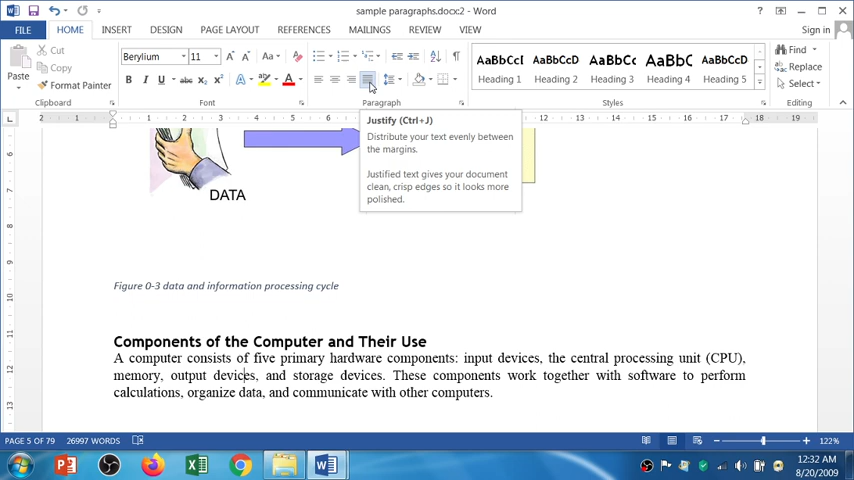 sample paragraphs.docx:2 - Word
FILE HOME INSERT DESIGN PAGE LAYOUT REFERENCES MAILINGS REVIEW VIEW Sign in
Paste
Cut
Copy
Format Painter
Clipboard
Berylium 11
Font
Paragraph
AaBbCcI AaBbCcD AaBbC AaBbCcD AaBbCcD
Heading 1 Heading 2 Heading 3 Heading 4 Heading 5
Styles
Find
Replace
Select
Editing
Justify (Ctrl+J)
Distribute your text evenly between
the margins.
Justified text gives your document
clean, crisp edges so it looks more
polished.
DATA
Figure 0-3 data and information processing cycle
Components of the Computer and Their Use
A computer consists of five primary hardware components: input devices, the central processing unit (CPU),
memory, output devices, and storage devices. These components work together with software to perform
calculations, organize data, and communicate with other computers.
PAGE 5 OF 79 26997 WORDS 122%
12:32 AM
8/20/2009